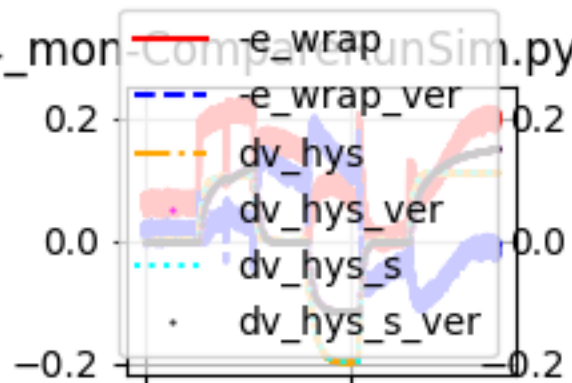 _mon-CompareRunSim.py
-e_wrap
-e_wrap_ver
0.2 0.2
dv_hys
dv_hys_ver
0.0 0.0
dv_hys_s
dv_hys_s_ver
−0.2 −0.2